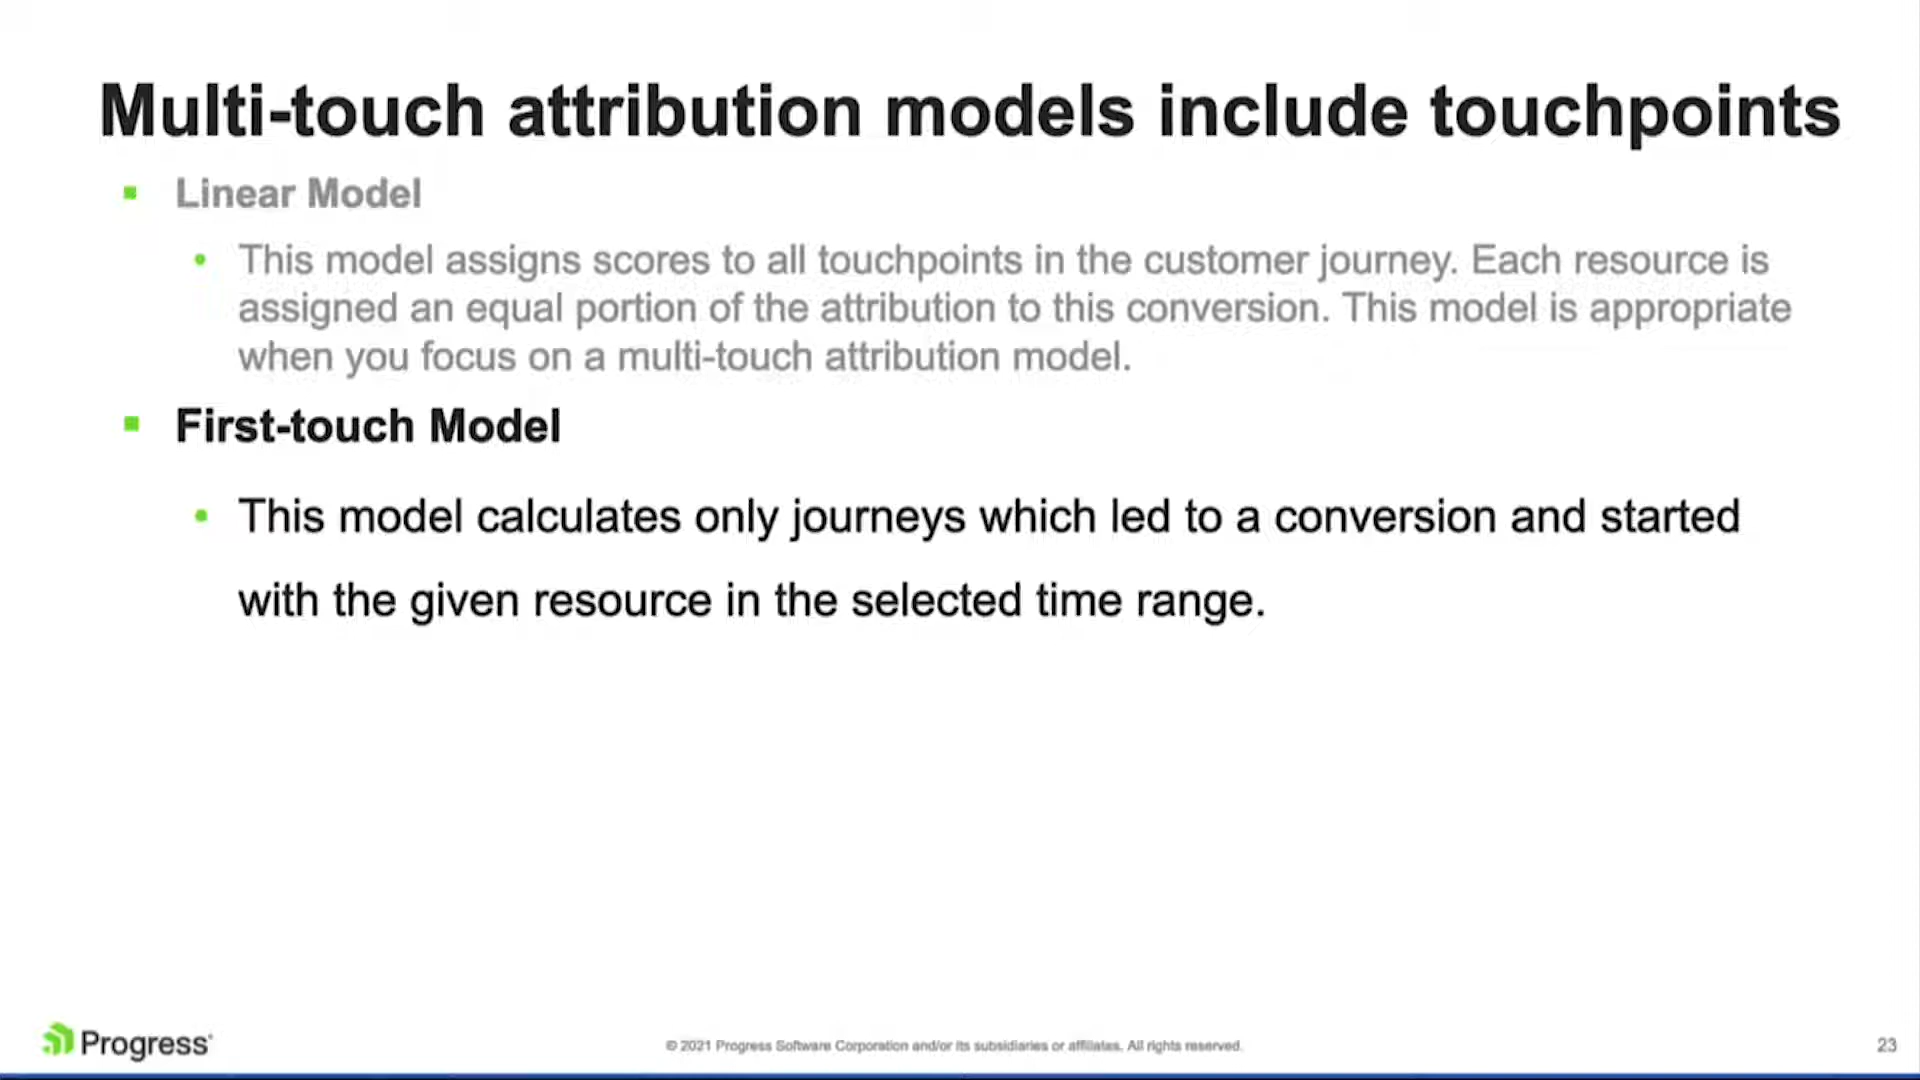 Multi-touch attribution models include touchpoints
Linear Model
This model assigns scores to all touchpoints in the customer journey. Each resource is
assigned an equal portion of the attribution to this conversion. This model is appropriate
when you focus on a multi-touch attribution model.
First-touch Model
This model calculates only journeys which led to a conversion and started
with the given resource in the selected time range.
Progress
© 2021 Progress Software Corporation and/or its subsidiaries or affiliates. All rights reserved.
23